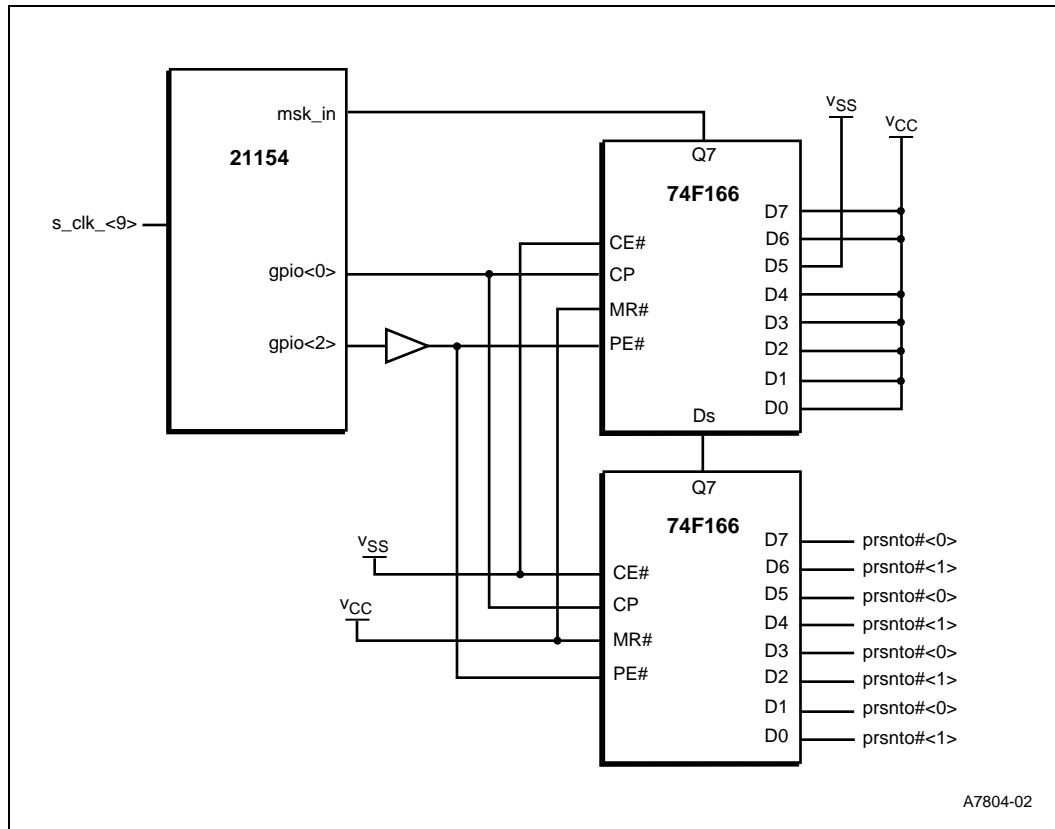 msk_in
21154
s_clk_<9>
gpio<0>
gpio<2>
vSS
vCC
Q7
74F166
CE#
CP
MR#
PE#
D7
D6
D5
D4
D3
D2
D1
D0
Ds
Q7
74F166
vSS
vCC
CE#
CP
MR#
PE#
D7 prsnto#<0>
D6 prsnto#<1>
D5 prsnto#<0>
D4 prsnto#<1>
D3 prsnto#<0>
D2 prsnto#<1>
D1 prsnto#<0>
D0 prsnto#<1>
A7804-02